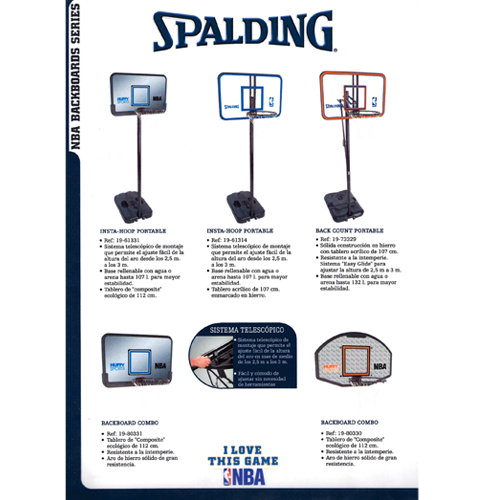 NBA BACKBOARDS SERIES
SPALDING
HUFFY
SPORTS
NBA
SPALDING
INSTA-HOOP PORTABLE
• Ref: 19-61331
• Sistema telescópico de montaje
que permite el ajuste fácil de la
altura del aro desde los 2,5 m.
a los 3 m.
• Base rellenable con agua o
arena hasta 107 l. para mayor
estabilidad.
• Tablero de "composite"
ecológico de 112 cm.
INSTA-HOOP PORTABLE
• Ref: 19-61314
• Sistema telescópico de montaje
que permite el ajuste fácil de la
altura del aro desde los 2,5 m.
a los 3 m.
• Base rellenable con agua o
arena hasta 107 l. para mayor
estabilidad.
• Tablero acrílico de 107 cm.
enmarcado en hierro.
BACK COUNT PORTABLE
• Ref: 19-73329
• Sólida construcción en hierro
con tablero acrílico de 107 cm.
• Resistente a la intemperie.
Sistema "Easy Glide" para
ajustar la altura de 2,5 m a 3 m.
• Base rellenable con agua o
arena hasta 132 l. para mayor
estabilidad.
HUFFY
SPORTS
NBA
SISTEMA TELESCÓPICO
• Sistema telescópico de
montaje que permite el
ajuste fácil de la altura
del aro en
de los 2,5 m a los 3 m.
• Fácil y cómodo de
ajustar sin necesidad
de herramientas
HUFFY
SPORTS
NBA
BACKBOARD COMBO
• Ref: 19-80331
• Tablero de "Composite"
ecológico de 112 cm.
• Resistente a la intemperie.
• Aro de hierro sólido de gran
resistencia.
I LOVE
THIS GAME
NBA
BACKBOARD COMBO
• Ref: 19-80330
• Tablero de "Composite"
ecológico de 112 cm.
• Resistente a la intemperie.
• Aro de hierro sólido de gran
resistencia.